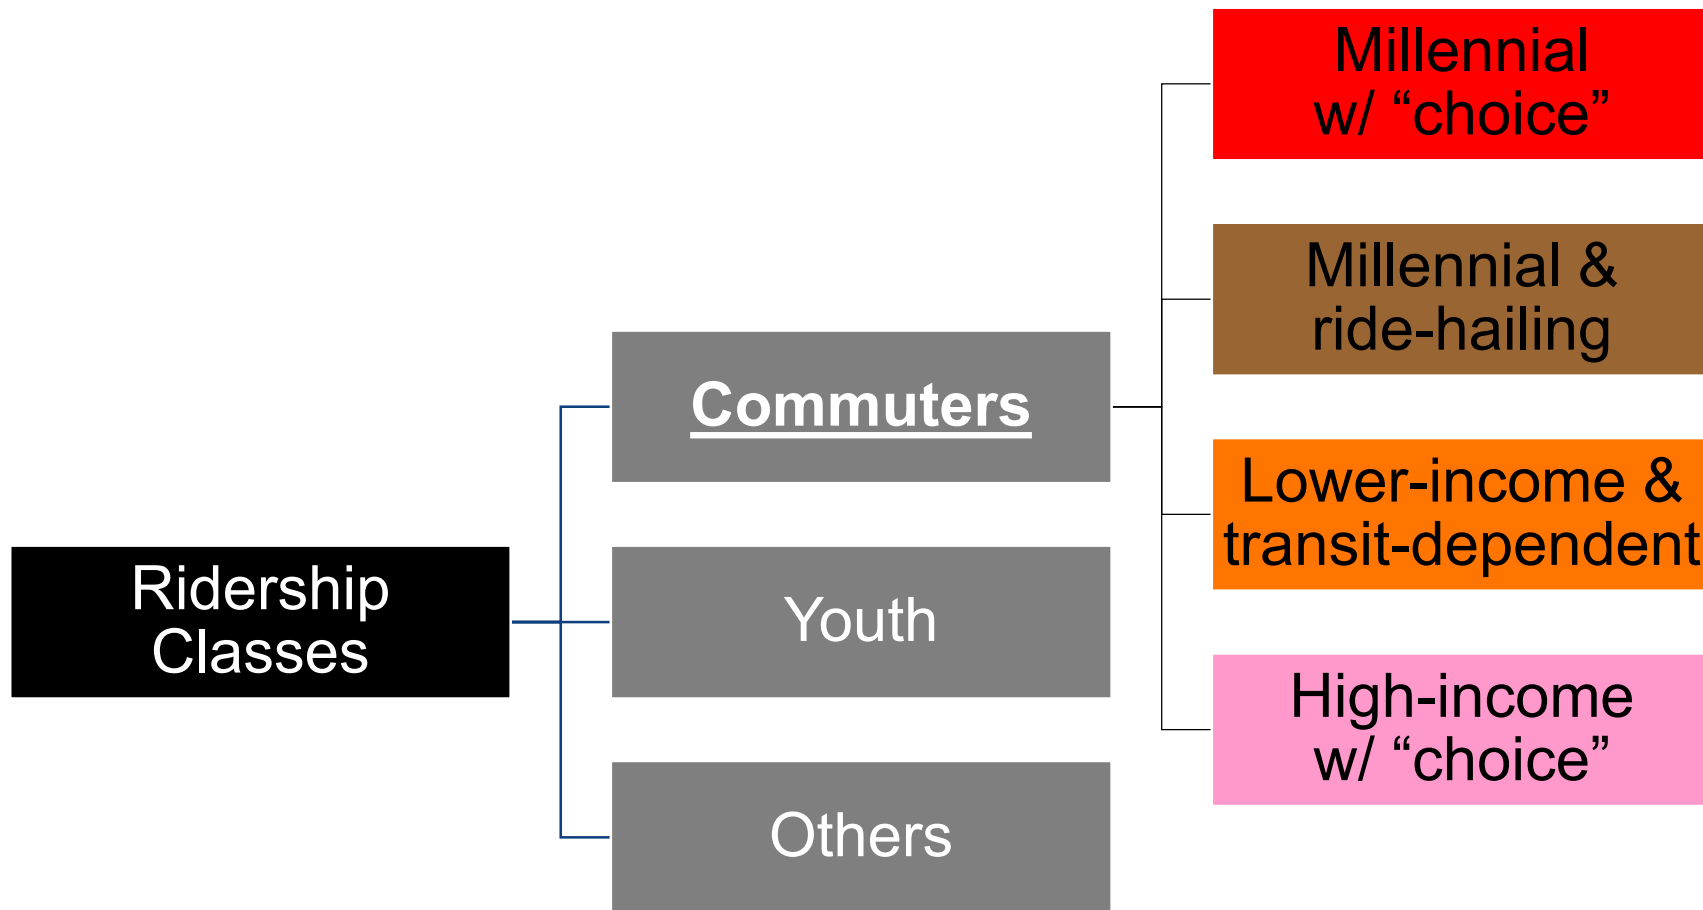 Ridership
Classes
Commuters
Youth
Others
Millennial
w/ “choice”
Millennial &
ride-hailing
Lower-income &
transit-dependent
High-income
w/ “choice”